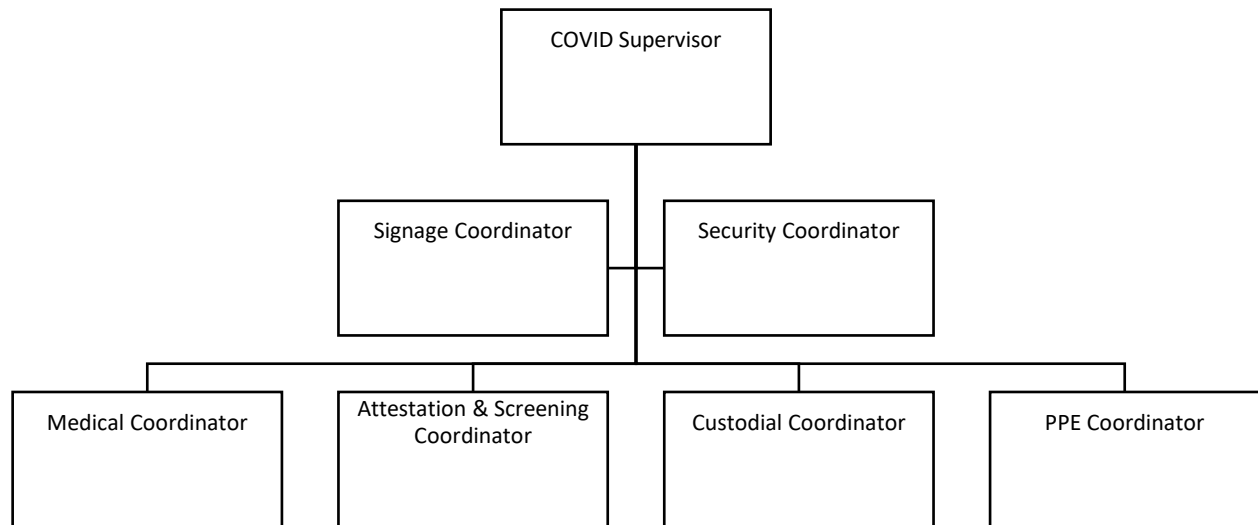 COVID Supervisor
Signage Coordinator
Security Coordinator
Medical Coordinator
Attestation & Screening
Coordinator
Custodial Coordinator
PPE Coordinator